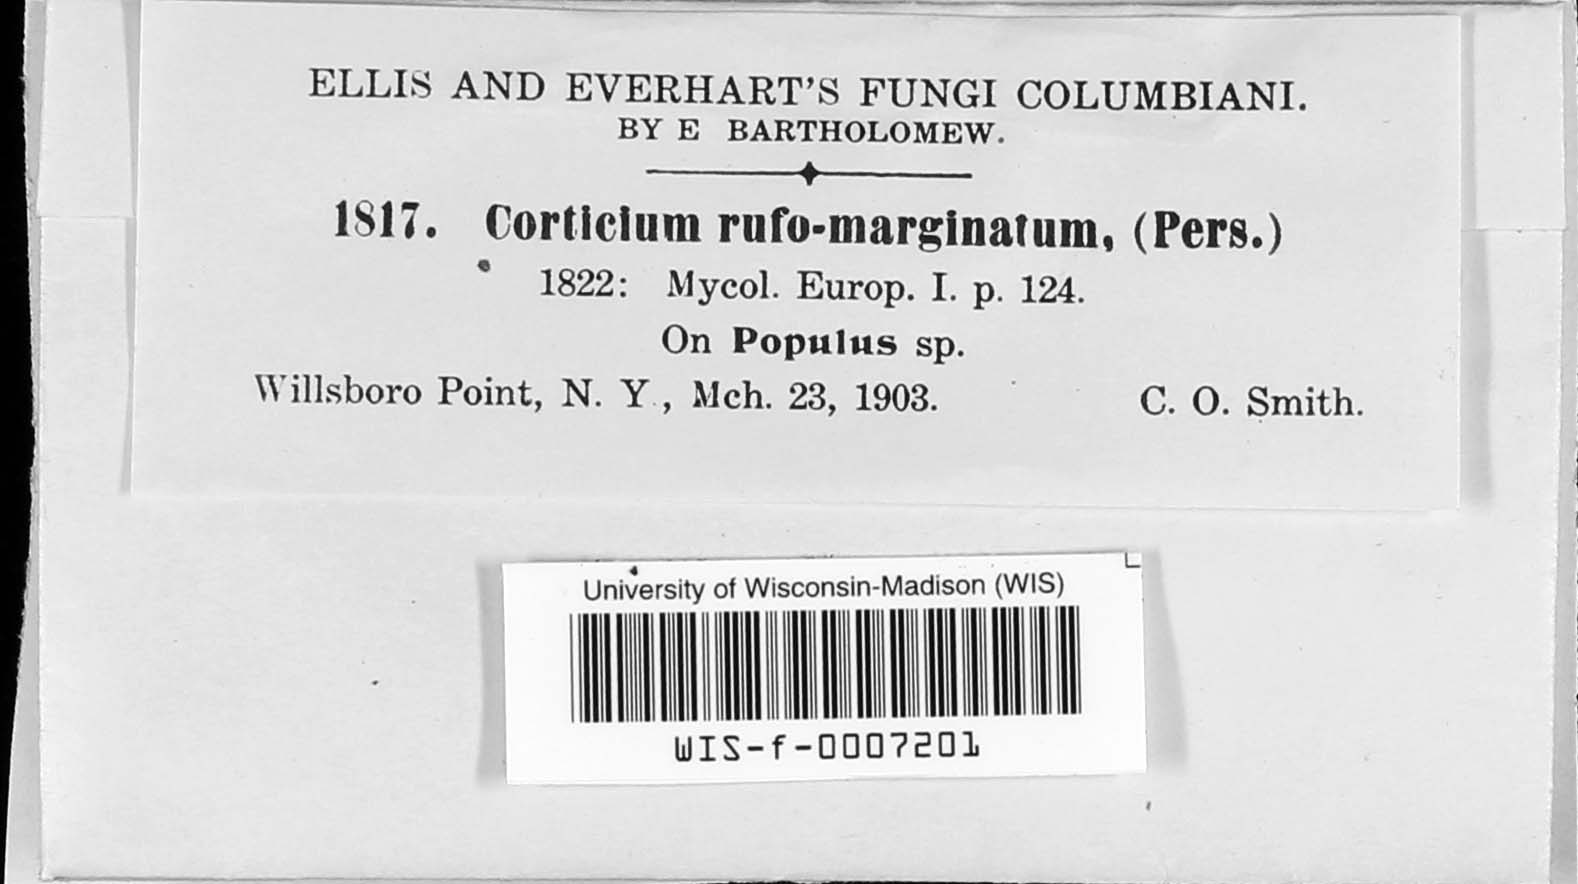 ELLIS AND EVERHART'S FUNGI COLUMBIANI.
BY E BARTHOLOMEW.
1817. Corticium rufo-marginatum, (Pers.)
1822: Mycol. Europ. I. p. 124.
On Populus sp.
Willsboro Point, N. Y., Mch. 23, 1903. C. O. Smith.
University of Wisconsin-Madison (WIS)
WIS-f-0007201